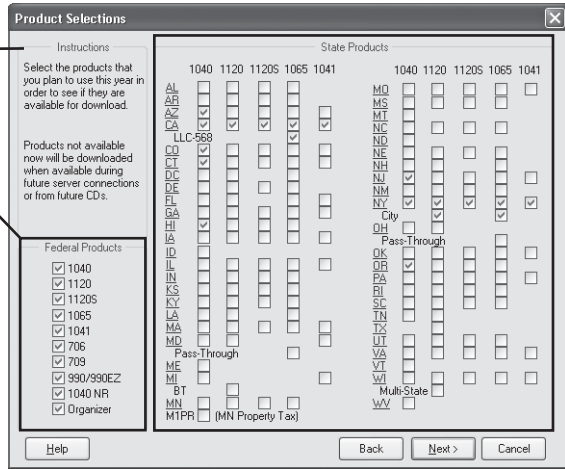 Product Selections
Instructions
Select the products that
you plan to use this year in
order to see if they are
available for download.
Products not available
now will be downloaded
when available during
future server connections
or from future CDs.
Federal Products
1040
1120
1120S
1065
1041
706
709
990/990EZ
1040 NR
Organizer
State Products
1040 1120 1120S 1065 1041
AL
AR
AZ
CA
LLC-568
CO
CT
DC
DE
FL
GA
HI
IA
ID
IL
IN
KS
KY
LA
MA
MD
Pass-Through
ME
MI
BT
MN
M1PR (MN Property Tax)
1040 1120 1120S 1065 1041
MO
MS
MT
NC
ND
NE
NH
NJ
NM
NY
City
OH
Pass-Through
OK
OR
PA
RI
SC
TN
TX
UT
VA
VT
WI
Multi-State
WV
Help
Back
Next >
Cancel